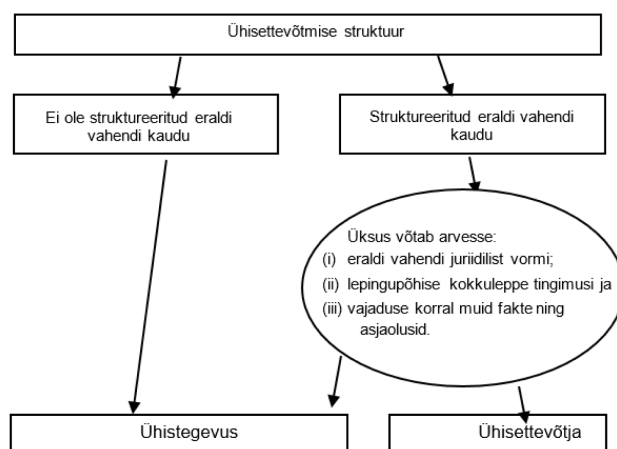 Ühisettevõtmise struktuur
Ei ole struktureeritud eraldi
vahendi kaudu
Struktureeritud eraldi vahendi
kaudu
Üksus võtab arvesse:
(i) eraldi vahendi juriidilist vormi;
(ii) lepingupõhise kokkuleppe tingimusi ja
(iii) vajaduse korral muid fakte ning
asjaolusid.
Ühistegevus
Ühisettevõtja